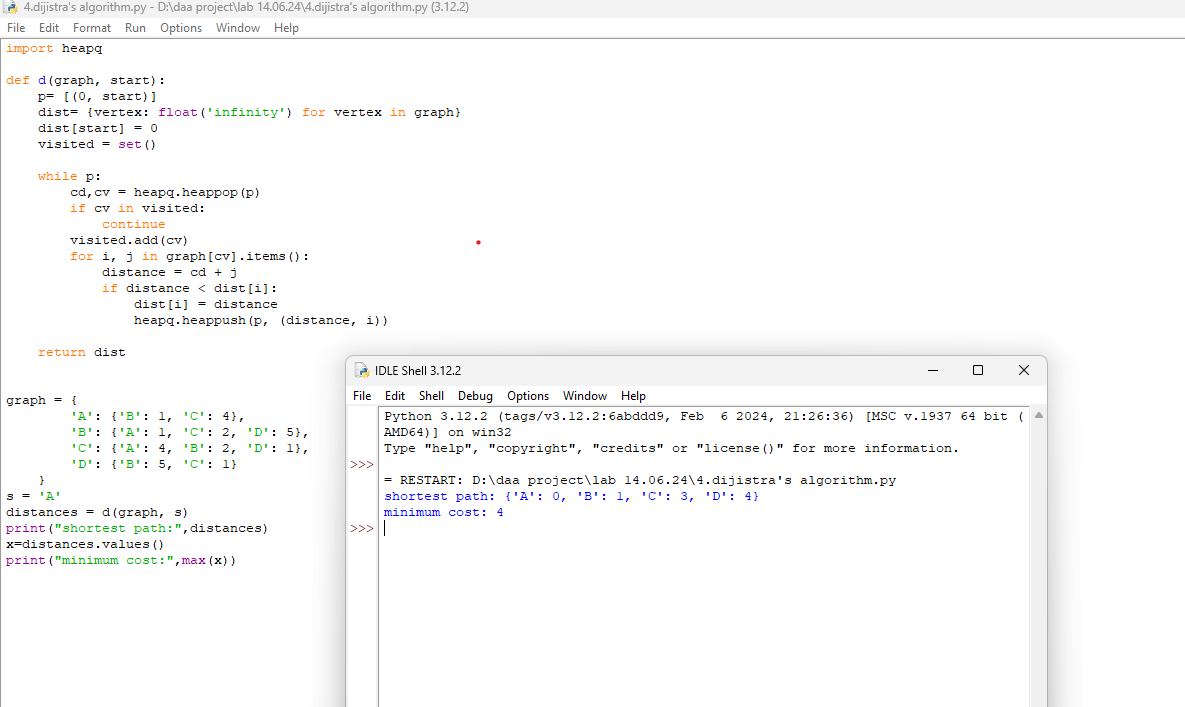 4.dijistra's algorithm.py - D:\daa project\lab 14.06.24\4.dijistra's algorithm.py (3.12.2)
File Edit Format Run Options Window Help
import heapq
def d(graph, start):
    p= [(0, start)]
    dist= {vertex: float('infinity') for vertex in graph}
    dist[start] = 0
    visited = set()
    while p:
        cd,cv = heapq.heappop(p)
        if cv in visited:
            continue
        visited.add(cv)
        for i, j in graph[cv].items():
            distance = cd + j
            if distance < dist[i]:
                dist[i] = distance
                heapq.heappush(p, (distance, i))
    return dist
graph = {
        'A': {'B': 1, 'C': 4},
        'B': {'A': 1, 'C': 2, 'D': 5},
        'C': {'A': 4, 'B': 2, 'D': 1},
        'D': {'B': 5, 'C': 1}
    }
s = 'A'
distances = d(graph, s)
print("shortest path:",distances)
x=distances.values()
print("minimum cost:",max(x))
IDLE Shell 3.12.2
File Edit Shell Debug Options Window Help
Python 3.12.2 (tags/v3.12.2:6abddd9, Feb  6 2024, 21:26:36) [MSC v.1937 64 bit (
AMD64)] on win32
Type "help", "copyright", "credits" or "license()" for more information.
>>>
= RESTART: D:\daa project\lab 14.06.24\4.dijistra's algorithm.py
shortest path: {'A': 0, 'B': 1, 'C': 3, 'D': 4}
minimum cost: 4
>>>